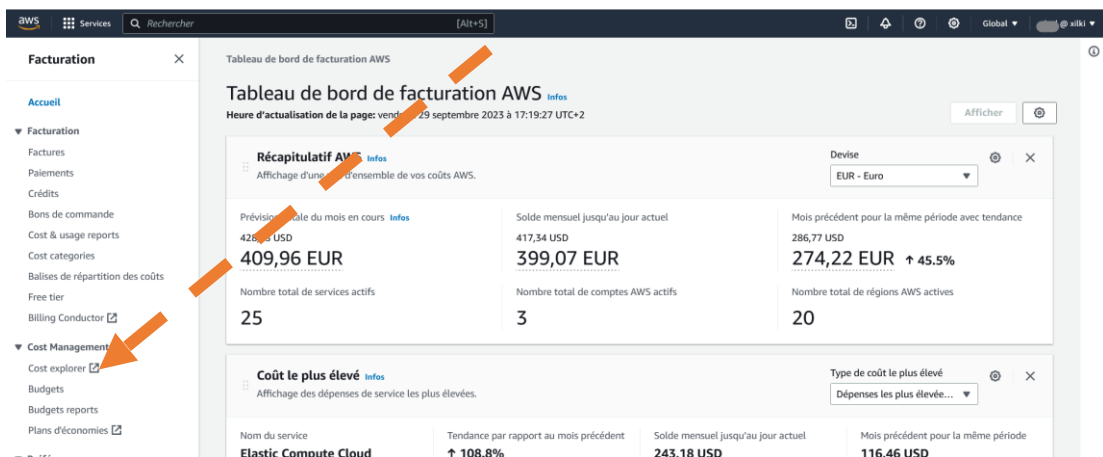 aws
Services
Rechercher
[Alt+S]
Global
@ xilki
Facturation
Accueil
Facturation
Factures
Paiements
Crédits
Bons de commande
Cost & usage reports
Cost categories
Balises de répartition des coûts
Free tier
Billing Conductor
Cost Management
Cost explorer
Budgets
Budgets reports
Plans d'économies
Tableau de bord de facturation AWS
Tableau de bord de facturation AWS Infos
Heure d'actualisation de la page: 29 septembre 2023 à 17:19:27 UTC+2
Afficher
Récapitulatif AWS Infos
Affichage d'une d'ensemble de vos coûts AWS.
Devise
EUR - Euro
du mois en cours Infos
USD
409,96 EUR
Solde mensuel jusqu'au jour actuel
417,34 USD
399,07 EUR
Mois précédent pour la même période avec tendance
286,77 USD
274,22 EUR ↑ 45.5%
Nombre total de services actifs
25
Nombre total de comptes AWS actifs
3
Nombre total de régions AWS actives
20
Coût le plus élevé Infos
Affichage des dépenses de service les plus élevées.
Type de coût le plus élevé
Dépenses les plus élevée...
Nom du service
Elastic Compute Cloud
Tendance par rapport au mois précédent
↑ 108.8%
Solde mensuel jusqu'au jour actuel
243,18 USD
Mois précédent pour la même période
116,46 USD